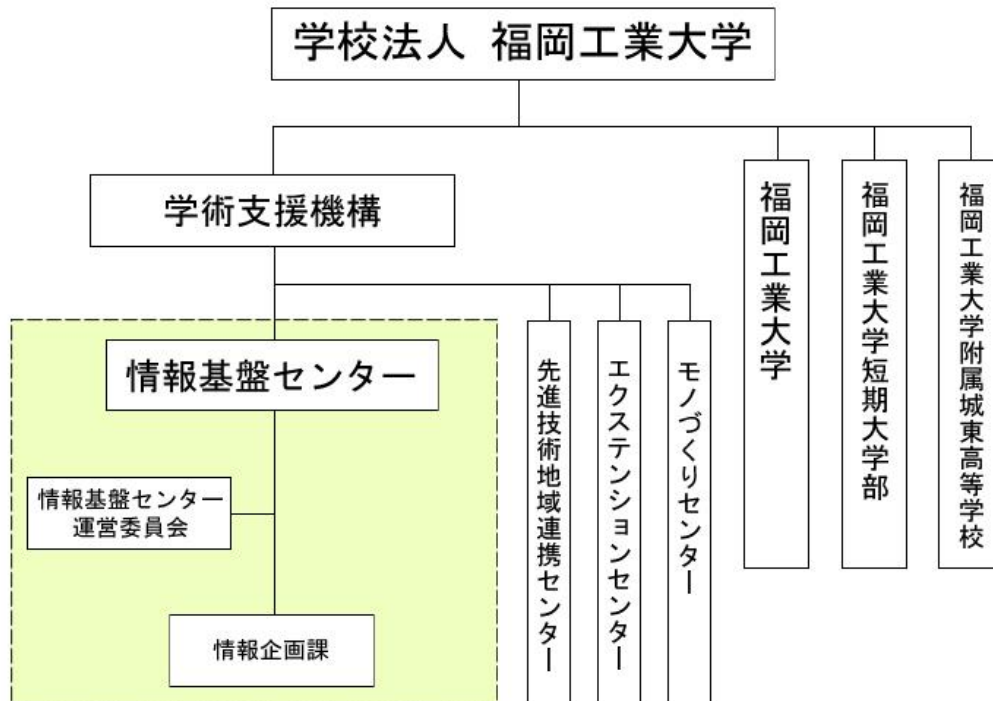 学校法人 福岡工業大学
学術支援機構
福岡工業大学
福岡工業大学短期大学部
福岡工業大学附属城東高等学校
情報基盤センター
先進技術地域連携センター
エクステンションセンター
モノづくりセンター
情報基盤センター
運営委員会
情報企画課